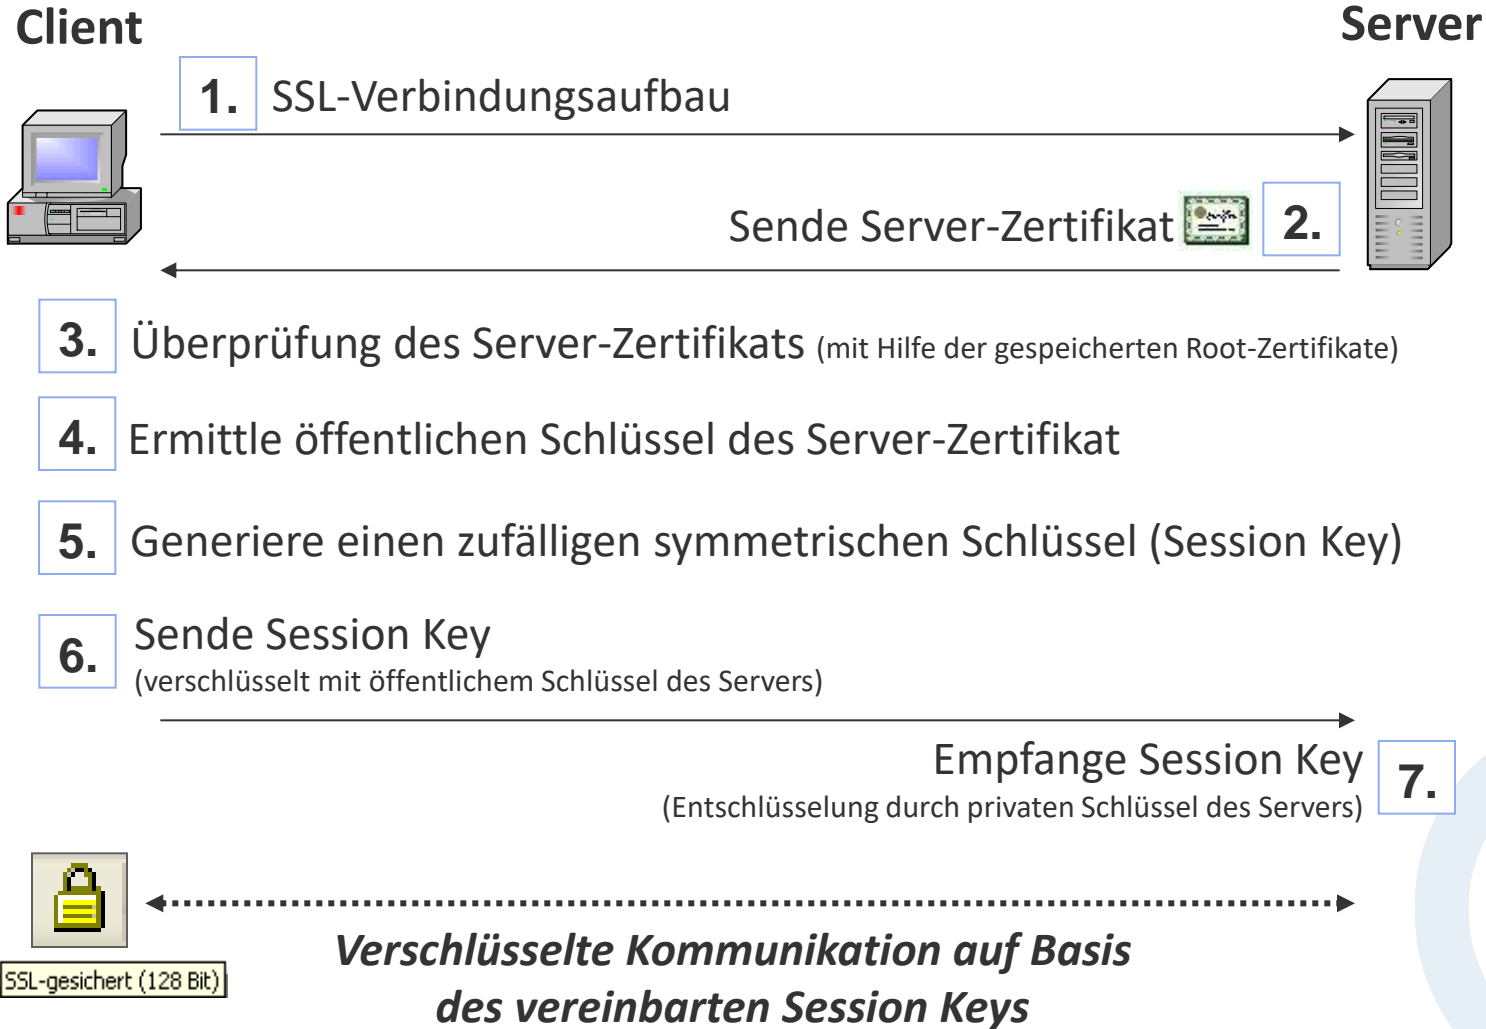 Client
Server
1. SSL-Verbindungsaufbau
Sende Server-Zertifikat 2.
3. Überprüfung des Server-Zertifikats (mit Hilfe der gespeicherten Root-Zertifikate)
4. Ermittle öffentlichen Schlüssel des Server-Zertifikat
5. Generiere einen zufälligen symmetrischen Schlüssel (Session Key)
6. Sende Session Key
(verschlüsselt mit öffentlichem Schlüssel des Servers)
Empfange Session Key 7.
(Entschlüsselung durch privaten Schlüssel des Servers)
SSL-gesichert (128 Bit)
Verschlüsselte Kommunikation auf Basis
des vereinbarten Session Keys